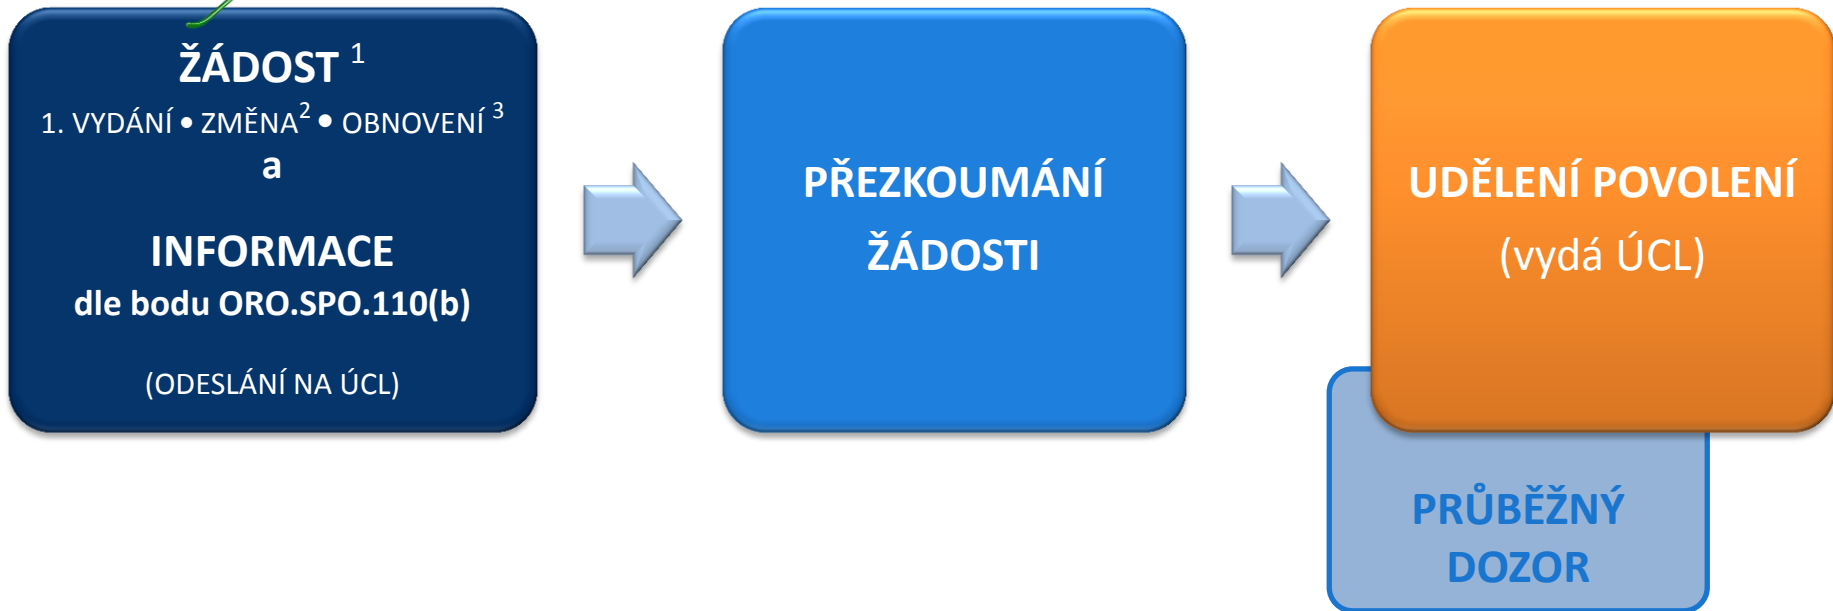 ŽÁDOST 1
1. VYDÁNÍ • ZMĚNA2 • OBNOVENÍ 3
a
INFORMACE
dle bodu ORO.SPO.110(b)
(ODESLÁNÍ NA ÚCL)
PŘEZKOUMÁNÍ
ŽÁDOSTI
UDĚLENÍ POVOLENÍ
(vydá ÚCL)
PRŮBĚŽNÝ
DOZOR